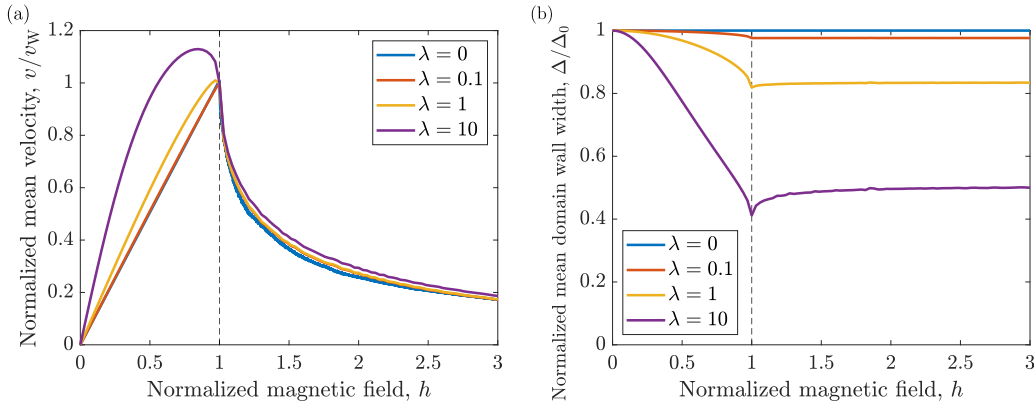 (a)
Normalized mean velocity, v/v_W
1.2
1
0.8
0.6
0.4
0.2
0
0 0.5 1 1.5 2 2.5 3
Normalized magnetic field, h
λ = 0
λ = 0.1
λ = 1
λ = 10
(b)
Normalized mean domain wall width, Δ/Δ₀
1
0.8
0.6
0.4
0.2
0
0 0.5 1 1.5 2 2.5 3
Normalized magnetic field, h
λ = 0
λ = 0.1
λ = 1
λ = 10